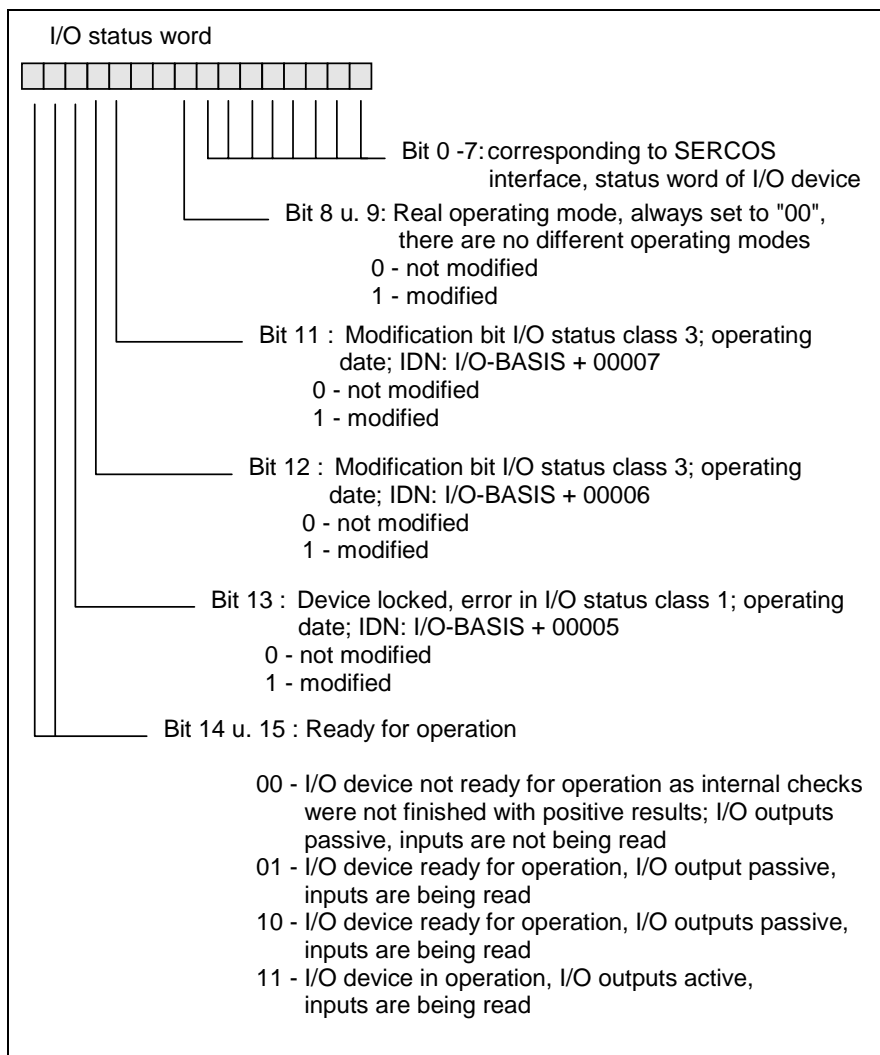 I/O status word
Bit 0 -7: corresponding to SERCOS
interface, status word of I/O device
Bit 8 u. 9: Real operating mode, always set to "00",
there are no different operating modes
0 - not modified
1 - modified
Bit 11 : Modification bit I/O status class 3; operating
date; IDN: I/O-BASIS + 00007
0 - not modified
1 - modified
Bit 12 : Modification bit I/O status class 3; operating
date; IDN: I/O-BASIS + 00006
0 - not modified
1 - modified
Bit 13 : Device locked, error in I/O status class 1; operating
date; IDN: I/O-BASIS + 00005
0 - not modified
1 - modified
Bit 14 u. 15 : Ready for operation
00 - I/O device not ready for operation as internal checks
were not finished with positive results; I/O outputs
passive, inputs are not being read
01 - I/O device ready for operation, I/O output passive,
inputs are being read
10 - I/O device ready for operation, I/O outputs passive,
inputs are being read
11 - I/O device in operation, I/O outputs active,
inputs are being read